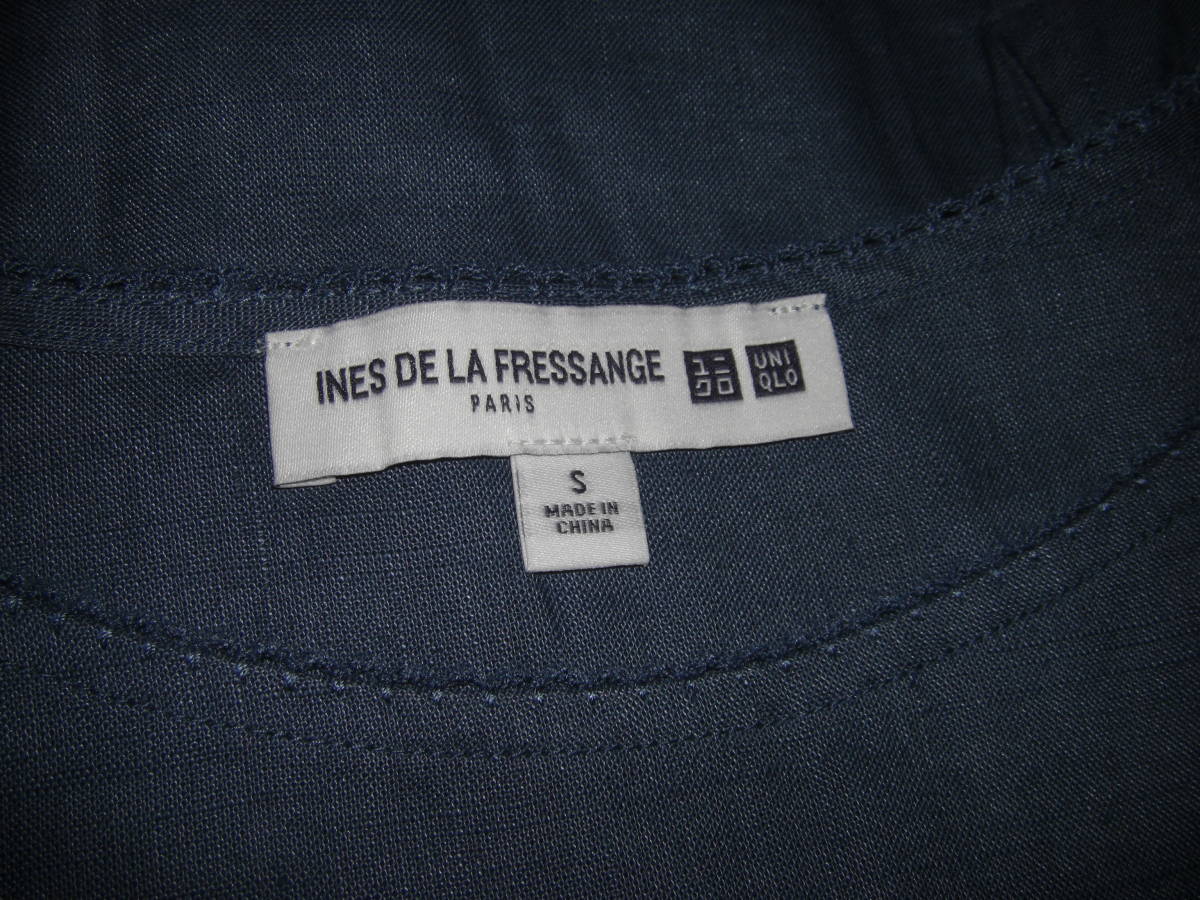 INES DE LA FRESSANGE
PARIS
ユニ
クロ
UNI
QLO
S
MADE IN
CHINA